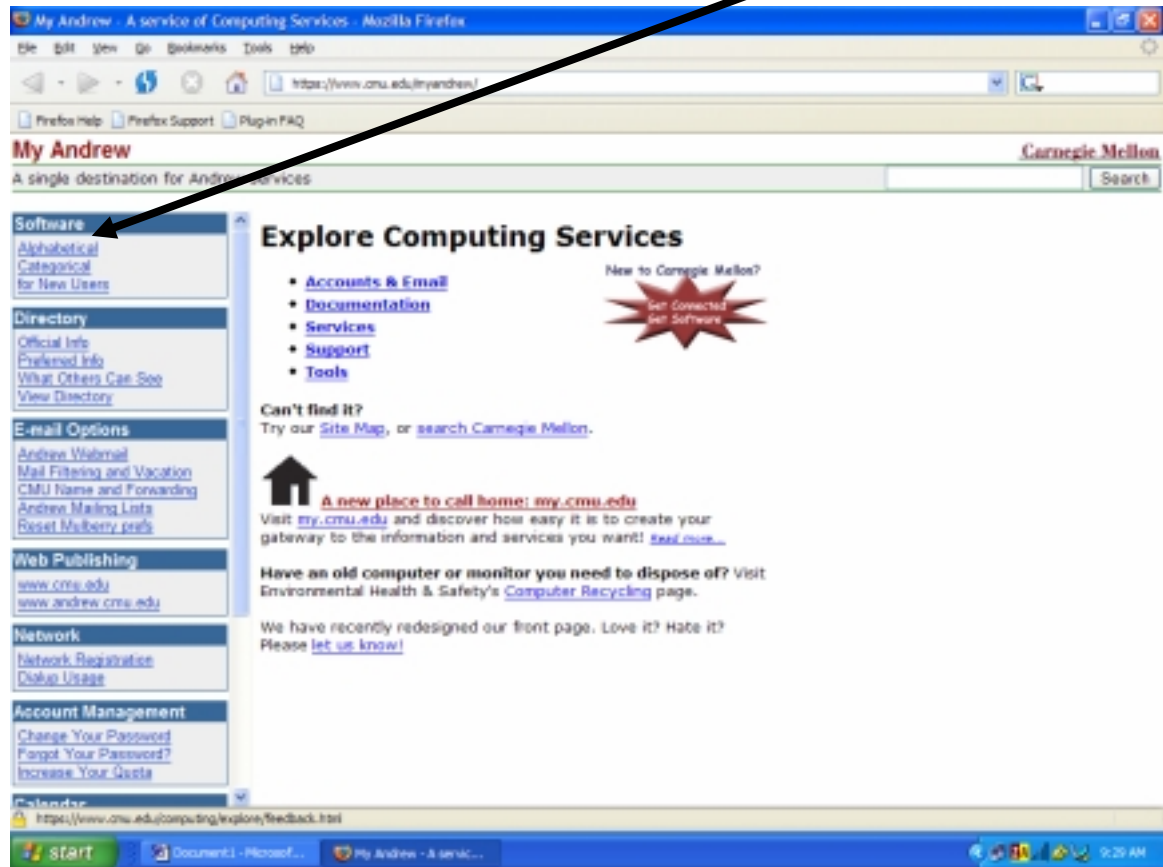 My Andrew - A service of Computing Services - Mozilla Firefox
File Edit View Go Bookmarks Tools Help
https://www.cmu.edu/myandrew/
Firefox Help Firefox Support Plug-in FAQ
My Andrew
Carnegie Mellon
A single destination for Andrew Services
Search
Software
Alphabetical
Categorical
for New Users
Directory
Official Info
Preferred Info
What Others Can See
View Directory
E-mail Options
Andrew Webmail
Mail Filtering and Vacation
CMU Name and Forwarding
Andrew Mailing Lists
Reset Mulberry prefs
Web Publishing
www.cmu.edu
www.andrew.cmu.edu
Network
Network Registration
Dialup Usage
Account Management
Change Your Password
Forgot Your Password?
Increase Your Quota
Calendar
Explore Computing Services
• Accounts & Email
• Documentation
• Services
• Support
• Tools
New to Carnegie Mellon?
Get Connected
Get Software
Can't find it?
Try our Site Map, or search Carnegie Mellon.
A new place to call home: my.cmu.edu
Visit my.cmu.edu and discover how easy it is to create your
gateway to the information and services you want! Read more...
Have an old computer or monitor you need to dispose of? Visit
Environmental Health & Safety's Computer Recycling page.
We have recently redesigned our front page. Love it? Hate it?
Please let us know!
https://www.cmu.edu/computing/explore/feedback.html
start
Document1 - Microsof...
My Andrew - A servic...
9:29 AM